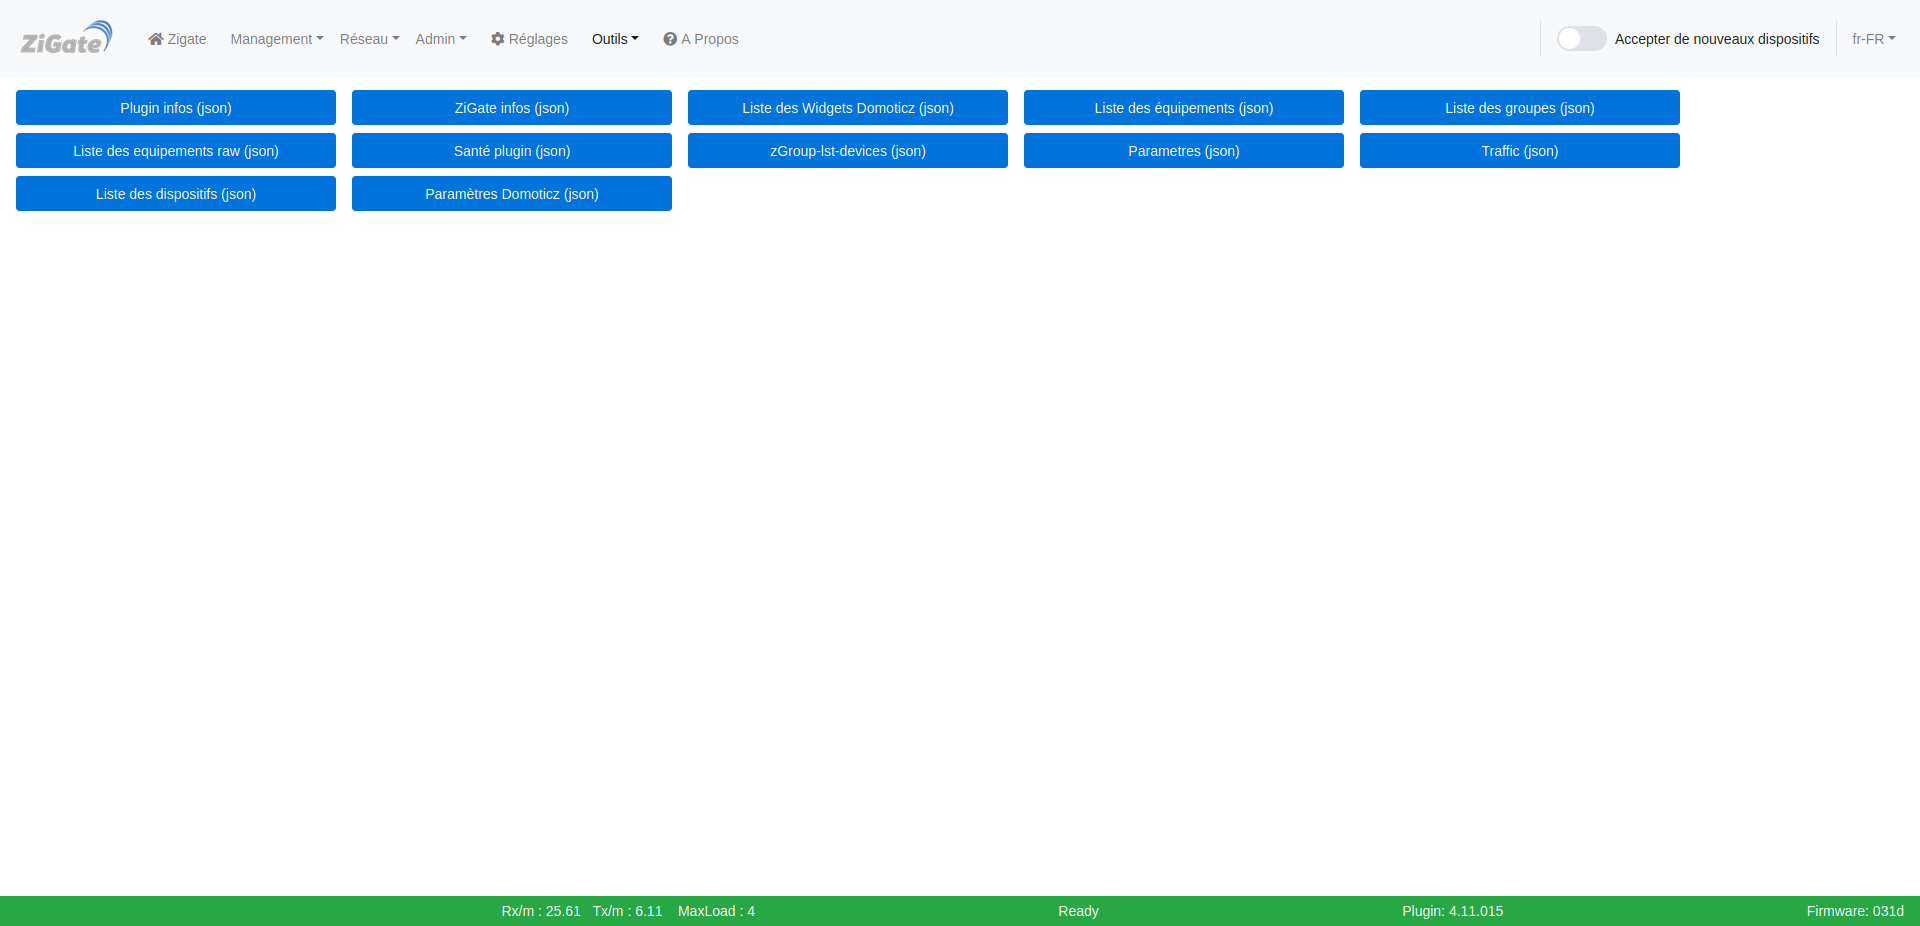 ZiGate Zigate Management Réseau Admin Réglages Outils A Propos Accepter de nouveaux dispositifs fr-FR
Plugin infos (json) ZiGate infos (json) Liste des Widgets Domoticz (json) Liste des équipements (json) Liste des groupes (json)
Liste des equipements raw (json) Santé plugin (json) zGroup-lst-devices (json) Parametres (json) Traffic (json)
Liste des dispositifs (json) Paramètres Domoticz (json)
Rx/m : 25.61 Tx/m : 6.11 MaxLoad : 4 Ready Plugin: 4.11.015 Firmware: 031d